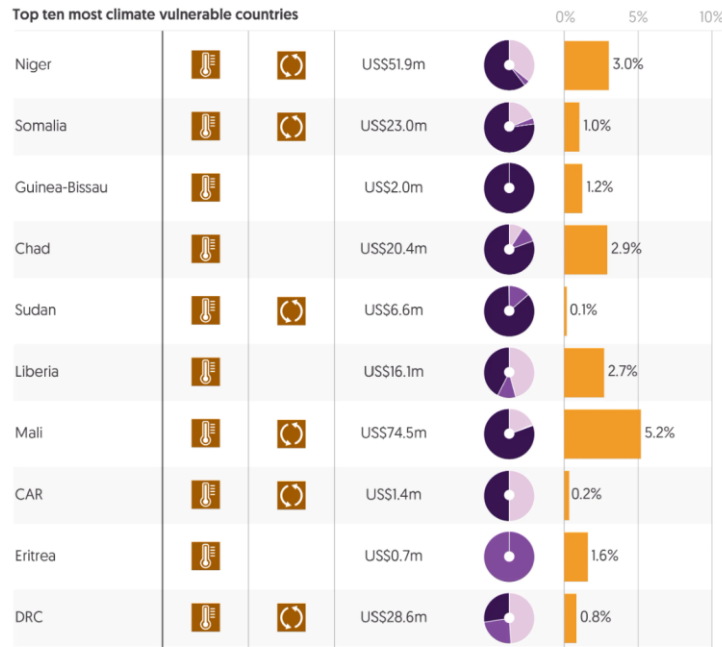 Top ten most climate vulnerable countries 0% 5% 10%
Niger US$51.9m 3.0%
Somalia US$23.0m 1.0%
Guinea-Bissau US$2.0m 1.2%
Chad US$20.4m 2.9%
Sudan US$6.6m 0.1%
Liberia US$16.1m 2.7%
Mali US$74.5m 5.2%
CAR US$1.4m 0.2%
Eritrea US$0.7m 1.6%
DRC US$28.6m 0.8%